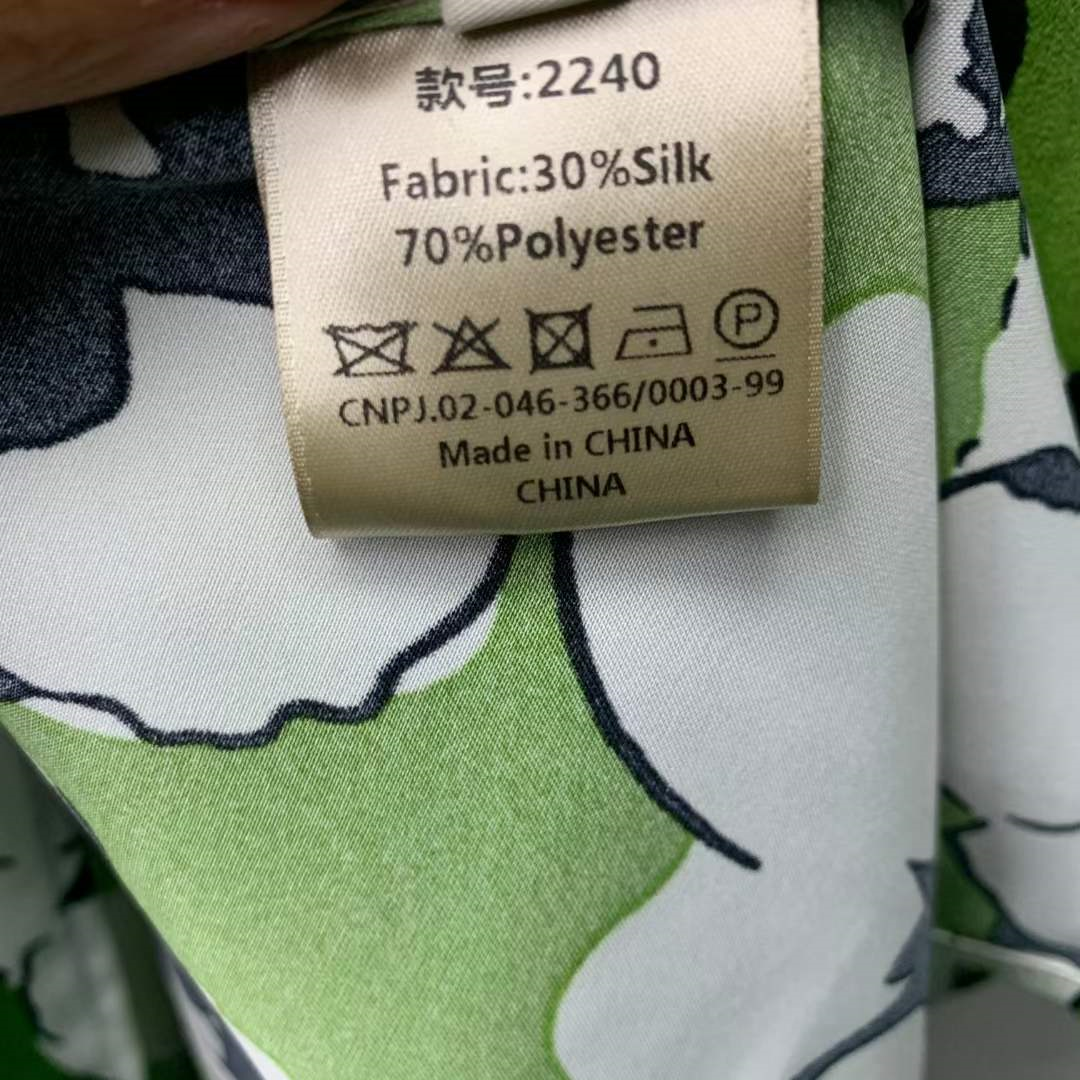 款号:2240
Fabric:30%Silk
70%Polyester
P
CNPJ.02-046-366/0003-99
Made in CHINA
CHINA